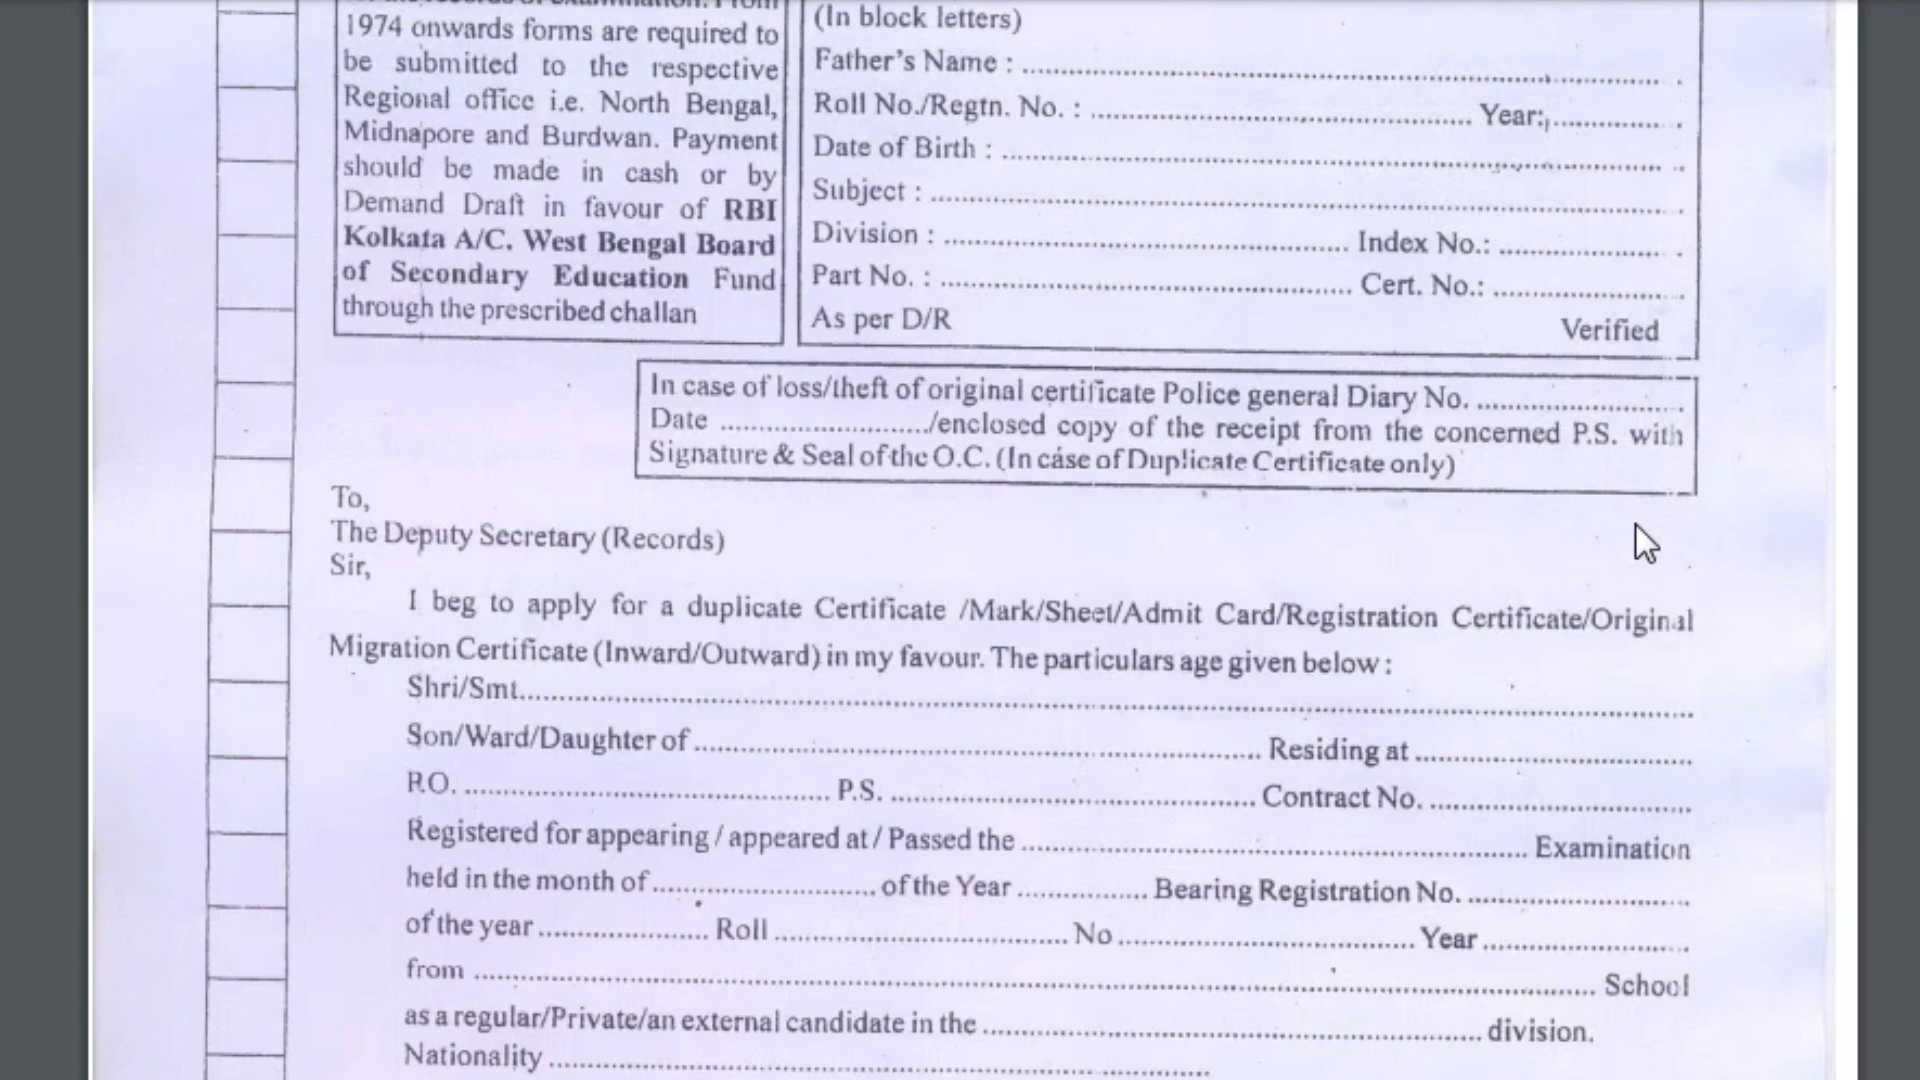 1974 onwards forms are required to
be submitted to the respective
Regional office i.e. North Bengal,
Midnapore and Burdwan. Payment
should be made in cash or by
Demand Draft in favour of RBI
Kolkata A/C. West Bengal Board
of Secondary Education Fund
through the prescribed challan
(In block letters)
Father's Name : ..........
Roll No./Regtn. No. : .......... Year: ..........
Date of Birth : ..........
Subject : ..........
Division : .......... Index No.: ..........
Part No. : .......... Cert. No.: ..........
As per D/R Verified
In case of loss/theft of original certificate Police general Diary No. ..........
Date ........../enclosed copy of the receipt from the concerned P.S. with
Signature & Seal of the O.C. (In case of Duplicate Certificate only)
To,
The Deputy Secretary (Records)
Sir,
I beg to apply for a duplicate Certificate /Mark/Sheet/Admit Card/Registration Certificate/Original
Migration Certificate (Inward/Outward) in my favour. The particulars age given below :
Shri/Smt..........
Son/Ward/Daughter of .......... Residing at ..........
P.O. .......... P.S. .......... Contract No. ..........
Registered for appearing / appeared at / Passed the .......... Examination
held in the month of .......... of the Year .......... Bearing Registration No. ..........
of the year .......... Roll .......... No .......... Year ..........
from .......... School
as a regular/Private/an external candidate in the .......... division.
Nationality ..........